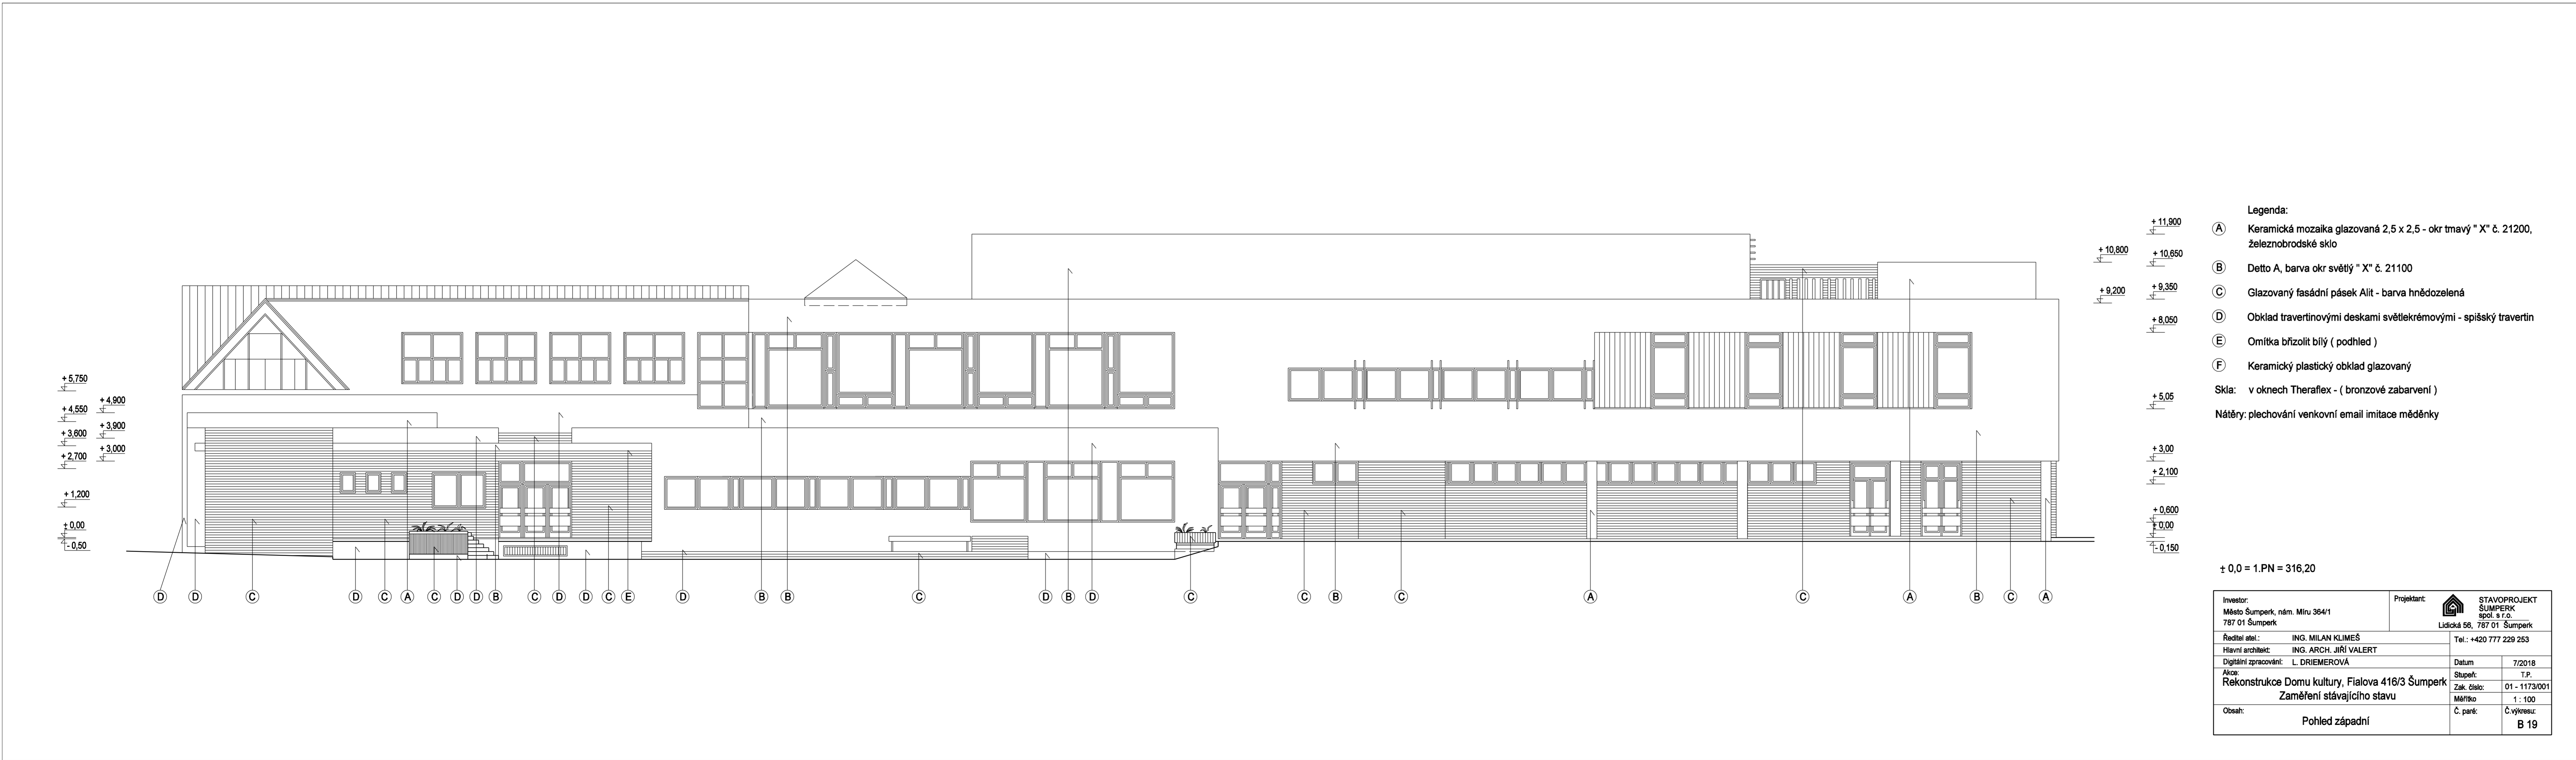 Legenda:
A Keramická mozaika glazovaná 2,5 x 2,5 - okr tmavý " X" č. 21200,
železnobrodské sklo
B Detto A, barva okr světlý " X" č. 21100
C Glazovaný fasádní pásek Alit - barva hnědozelená
D Obklad travertinovými deskami světlekrémovými - spišský travertin
E Omítka břizolit bílý ( podhled )
F Keramický plastický obklad glazovaný
Skla: v oknech Theraflex - ( bronzové zabarvení )
Nátěry: plechování venkovní email imitace měděnky
+ 5,750
+ 4,550
+ 4,900
+ 3,600
+ 3,900
+ 2,700
+ 3,000
+ 1,200
± 0,00
- 0,50
+ 11,900
+ 10,800
+ 10,650
+ 9,200
+ 9,350
+ 8,050
+ 5,05
+ 3,00
+ 2,100
+ 0,600
± 0,00
- 0,150
D D C D C A C D D B C D D C E D B B C D B D C C B C A C A B C A
± 0,0 = 1.PN = 316,20
Investor:
Město Šumperk, nám. Míru 364/1
787 01 Šumperk
Projektant:
STAVOPROJEKT
ŠUMPERK
spol. s r.o.
Lidická 56, 787 01 Šumperk
Ředitel atel.: ING. MILAN KLIMEŠ
Tel.: +420 777 229 253
Hlavní architekt: ING. ARCH. JIŘÍ VALERT
Digitální zpracování: L. DRIEMEROVÁ
Datum 7/2018
Akce:
Rekonstrukce Domu kultury, Fialova 416/3 Šumperk
Zaměření stávajícího stavu
Stupeň: T.P.
Zak. číslo: 01 - 1173/001
Měřítko 1 : 100
Obsah:
Pohled západní
Č. paré:
Č.výkresu:
B 19